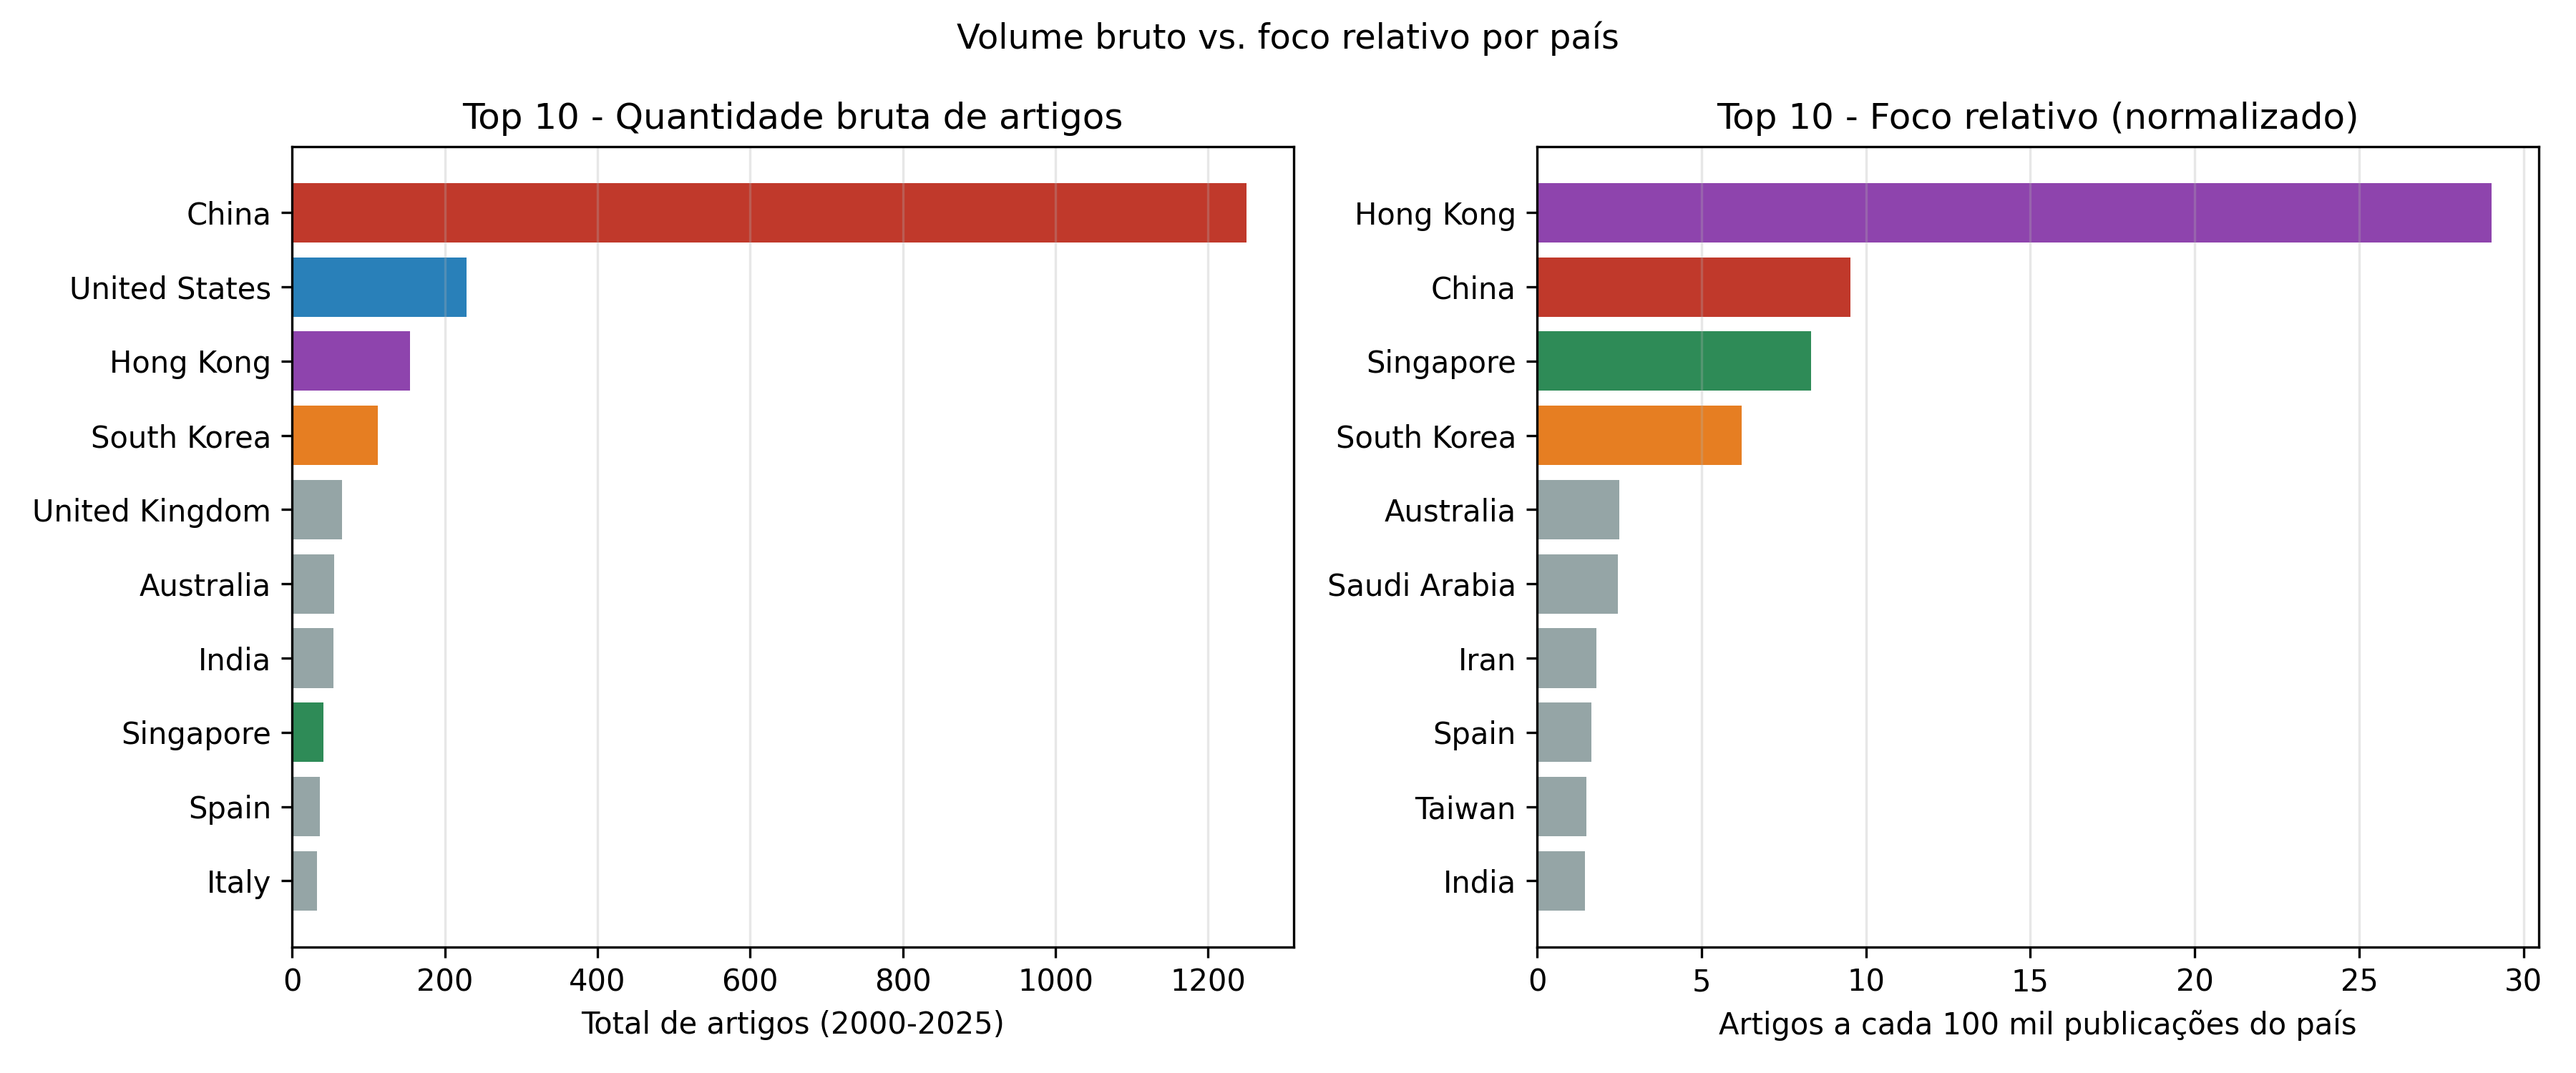 Volume bruto vs. foco relativo por país
Top 10 - Quantidade bruta de artigos
China
United States
Hong Kong
South Korea
United Kingdom
Australia
India
Singapore
Spain
Italy
0 200 400 600 800 1000 1200
Total de artigos (2000-2025)
Top 10 - Foco relativo (normalizado)
Hong Kong
China
Singapore
South Korea
Australia
Saudi Arabia
Iran
Spain
Taiwan
India
0 5 10 15 20 25 30
Artigos a cada 100 mil publicações do país